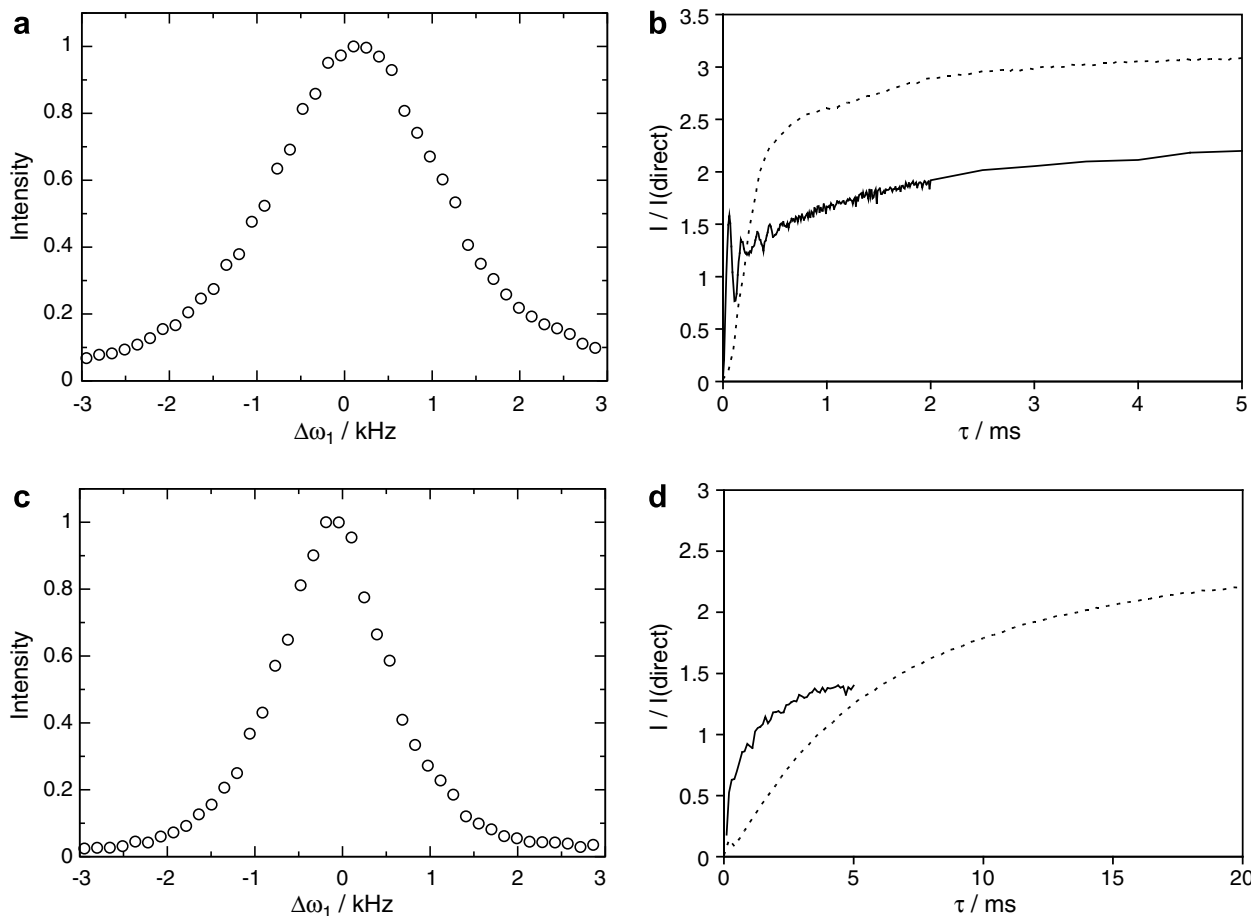 a
1
0.8
0.6
0.4
0.2
0
Intensity
-3 -2 -1 0 1 2 3
Δω₁ / kHz
b
3.5
3
2.5
2
1.5
1
0.5
0
I / I(direct)
0 1 2 3 4 5
τ / ms
c
1
0.8
0.6
0.4
0.2
0
Intensity
-3 -2 -1 0 1 2 3
Δω₁ / kHz
d
3
2.5
2
1.5
1
0.5
0
I / I(direct)
0 5 10 15 20
τ / ms